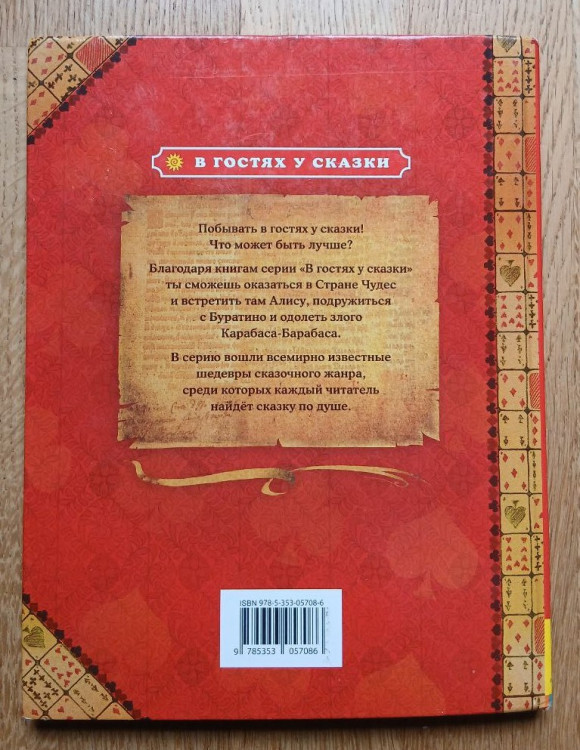 В ГОСТЯХ У СКАЗКИ
Побывать в гостях у сказки!
Что может быть лучше?
Благодаря книгам серии «В гостях у сказки»
ты сможешь оказаться в Стране Чудес
и встретить там Алису, подружиться
с Буратино и одолеть злого
Карабаса-Барабаса.
В серию вошли всемирно известные
шедевры сказочного жанра,
среди которых каждый читатель
найдёт сказку по душе.
ISBN 978-5-353-05708-6
9 785353 057086